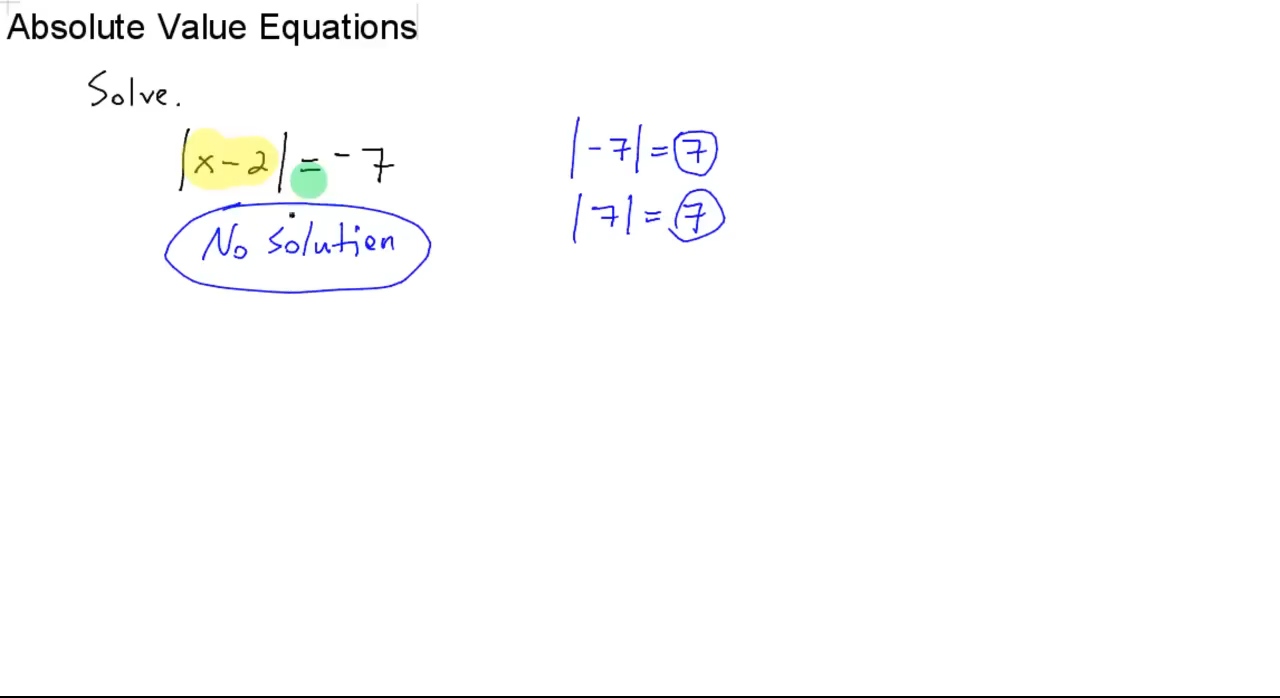 Absolute Value Equations
Solve.
|x-2| = -7
No solution
|-7| = 7
|7| = 7